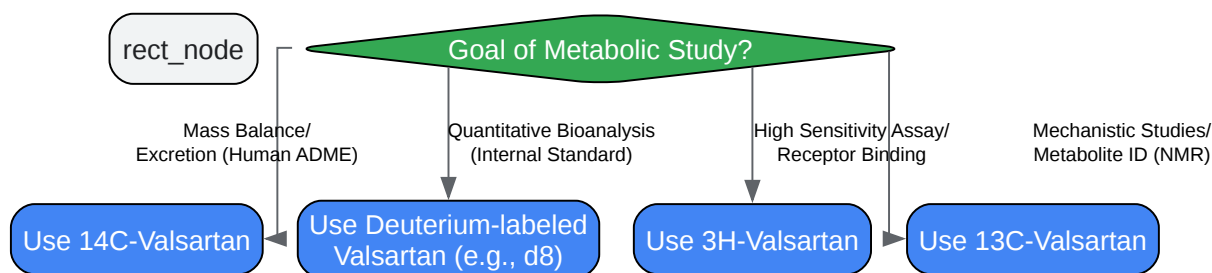 rect_node
Goal of Metabolic Study?
Mass Balance/
Excretion (Human ADME)
Quantitative Bioanalysis
(Internal Standard)
High Sensitivity Assay/
Receptor Binding
Mechanistic Studies/
Metabolite ID (NMR)
Use 14C-Valsartan
Use Deuterium-labeled
Valsartan (e.g., d8)
Use 3H-Valsartan
Use 13C-Valsartan